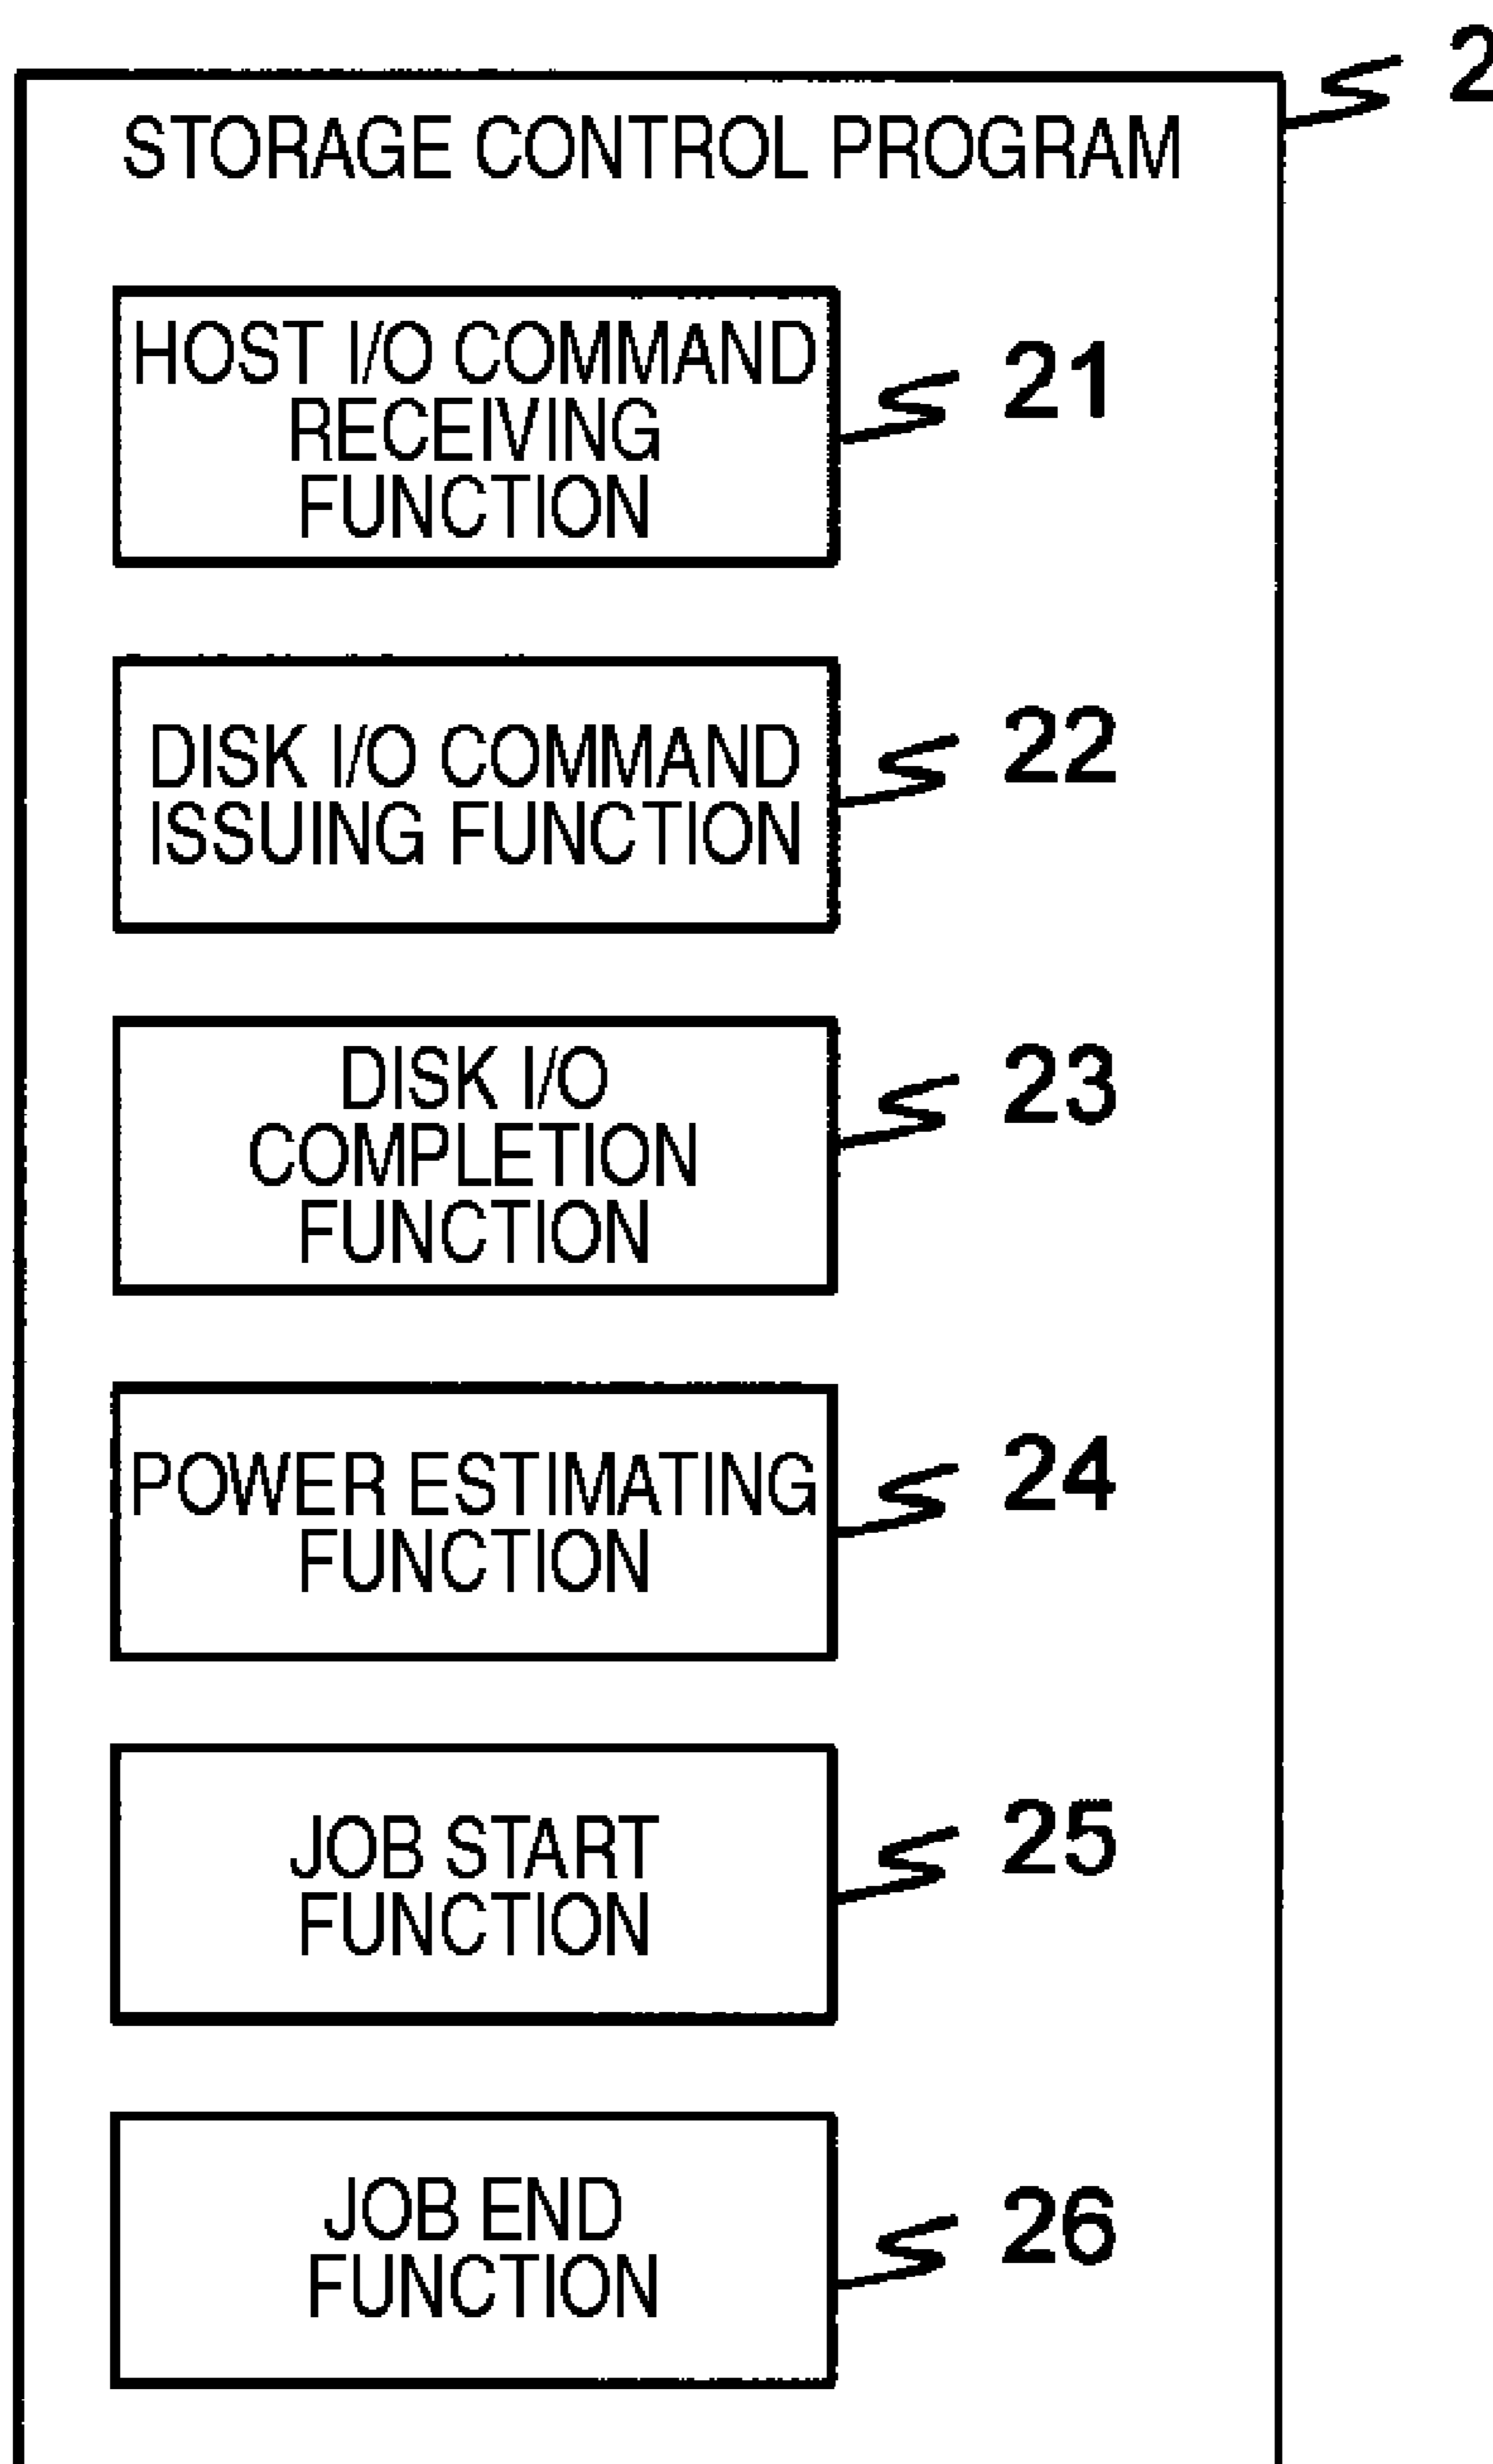 2
STORAGE CONTROL PROGRAM
HOST I/O COMMAND
RECEIVING
FUNCTION
21
DISK I/O COMMAND
ISSUING FUNCTION
22
DISK I/O
COMPLETION
FUNCTION
23
POWER ESTIMATING
FUNCTION
24
JOB START
FUNCTION
25
JOB END
FUNCTION
26